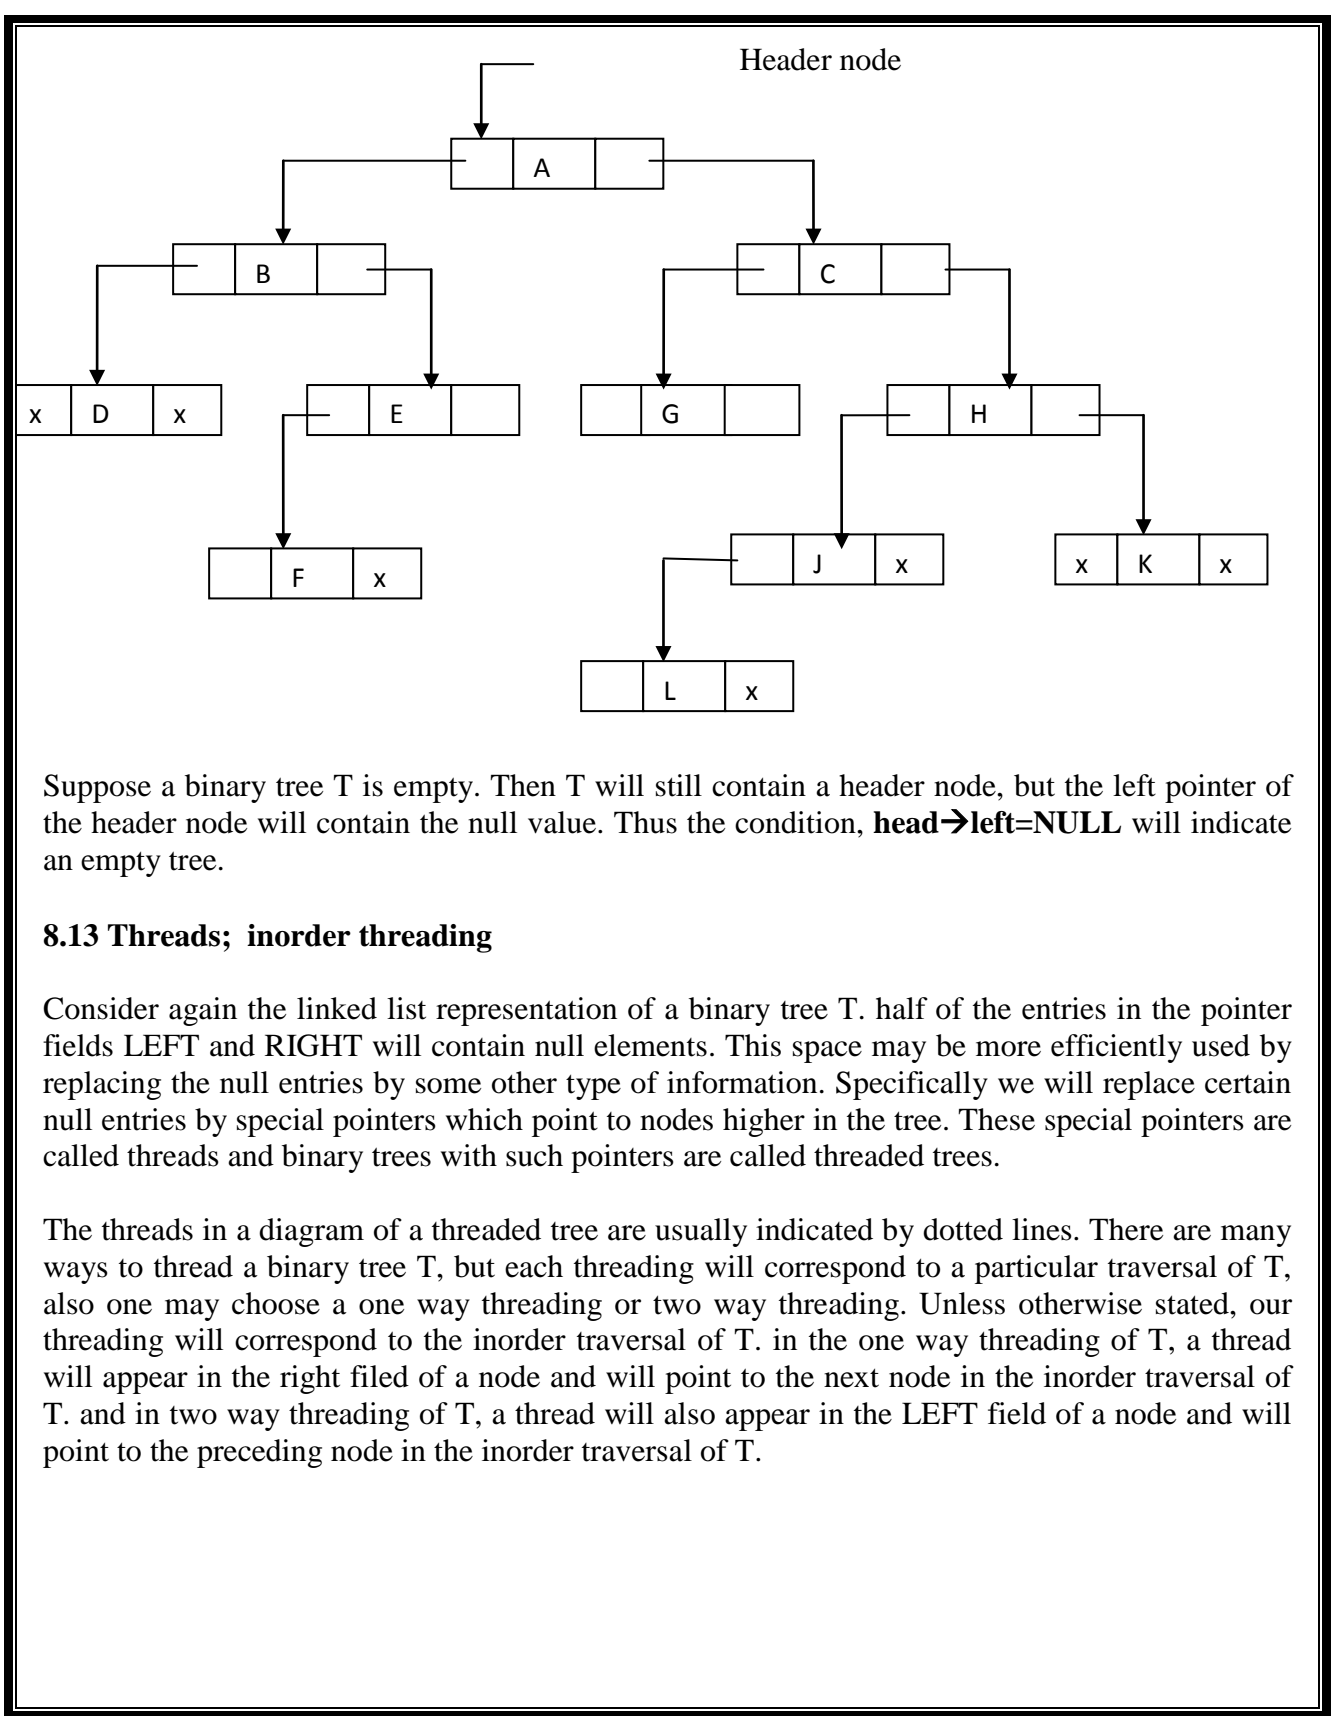 Header node
A
B
C
x D x
E
G
H
F x
J x
x K x
L x
Suppose a binary tree T is empty. Then T will still contain a header node, but the left pointer of
the header node will contain the null value. Thus the condition, head→left=NULL will indicate
an empty tree.
8.13 Threads; inorder threading
Consider again the linked list representation of a binary tree T. half of the entries in the pointer
fields LEFT and RIGHT will contain null elements. This space may be more efficiently used by
replacing the null entries by some other type of information. Specifically we will replace certain
null entries by special pointers which point to nodes higher in the tree. These special pointers are
called threads and binary trees with such pointers are called threaded trees.
The threads in a diagram of a threaded tree are usually indicated by dotted lines. There are many
ways to thread a binary tree T, but each threading will correspond to a particular traversal of T,
also one may choose a one way threading or two way threading. Unless otherwise stated, our
threading will correspond to the inorder traversal of T. in the one way threading of T, a thread
will appear in the right filed of a node and will point to the next node in the inorder traversal of
T. and in two way threading of T, a thread will also appear in the LEFT field of a node and will
point to the preceding node in the inorder traversal of T.